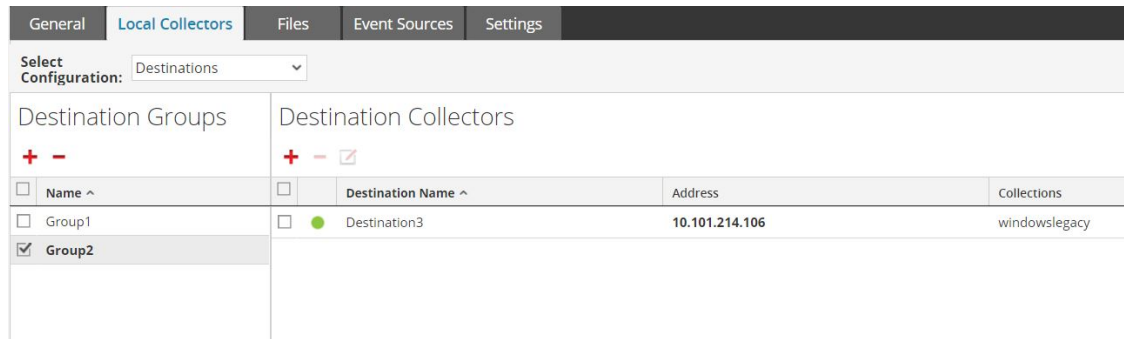 General Local Collectors Files Event Sources Settings
Select Configuration: Destinations
Destination Groups Destination Collectors
Name Destination Name Address Collections
Group1 Destination3 10.101.214.106 windowslegacy
Group2